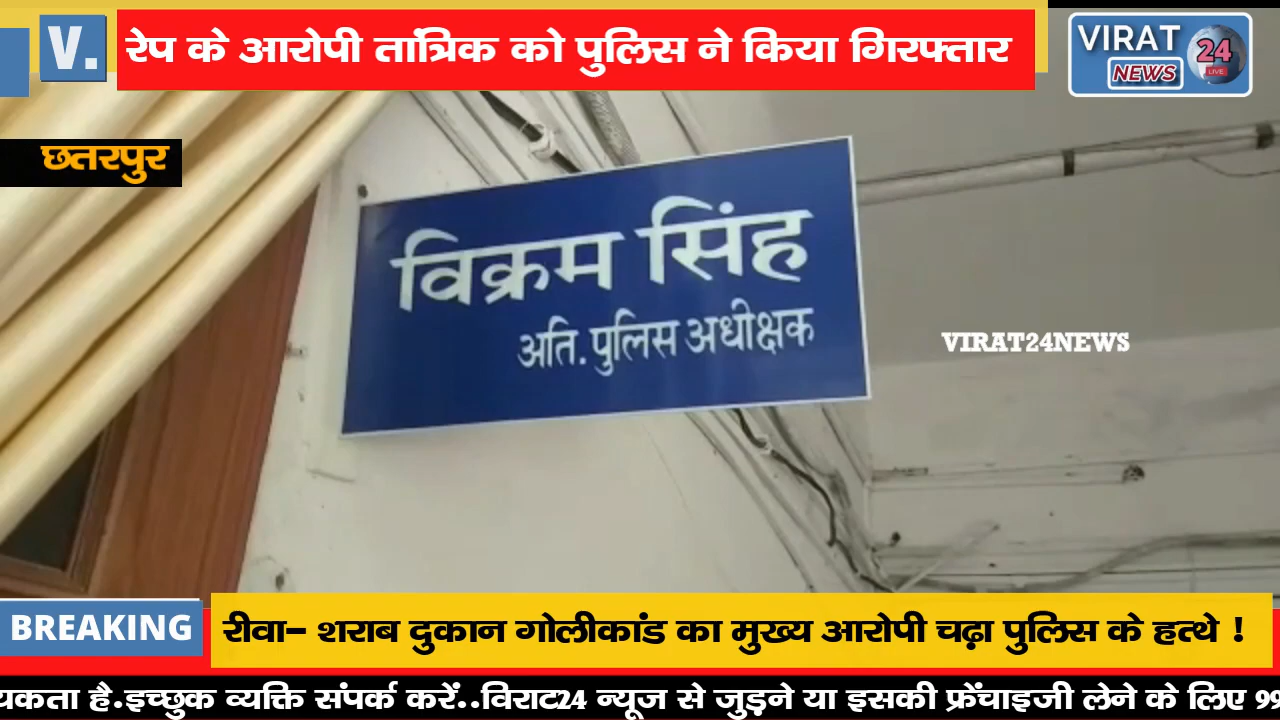 V.
रेप के आरोपी तांत्रिक को पुलिस ने किया गिरफ्तार
VIRAT
24
NEWS
LIVE
छतरपुर
विक्रम सिंह
अति. पुलिस अधीक्षक
VIRAT24NEWS
BREAKING
रीवा- शराब दुकान गोलीकांड का मुख्य आरोपी चढ़ा पुलिस के हत्थे !
है.इच्छुक व्यक्ति संपर्क करें..विराट24 न्यूज से जुड़ने या इसकी फ्रेंचाइजी लेने के लिए